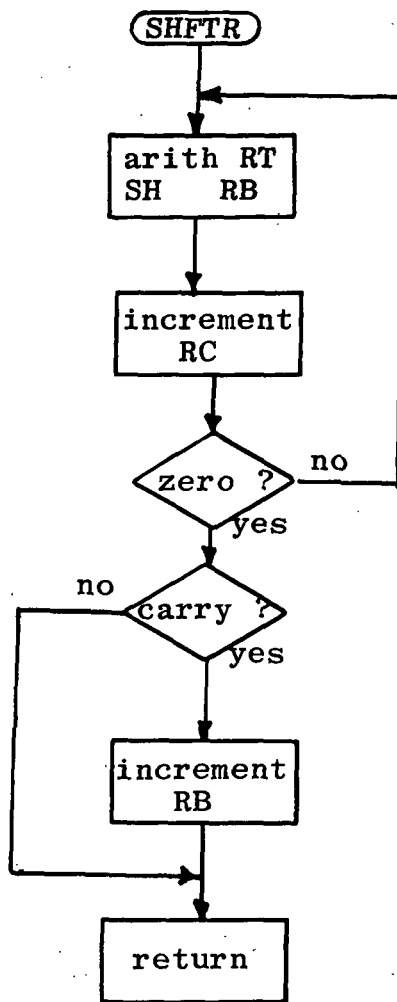 SHFTR
arith RT
SH RB
increment
RC
zero ?
no
yes
no
carry ?
yes
increment
RB
return